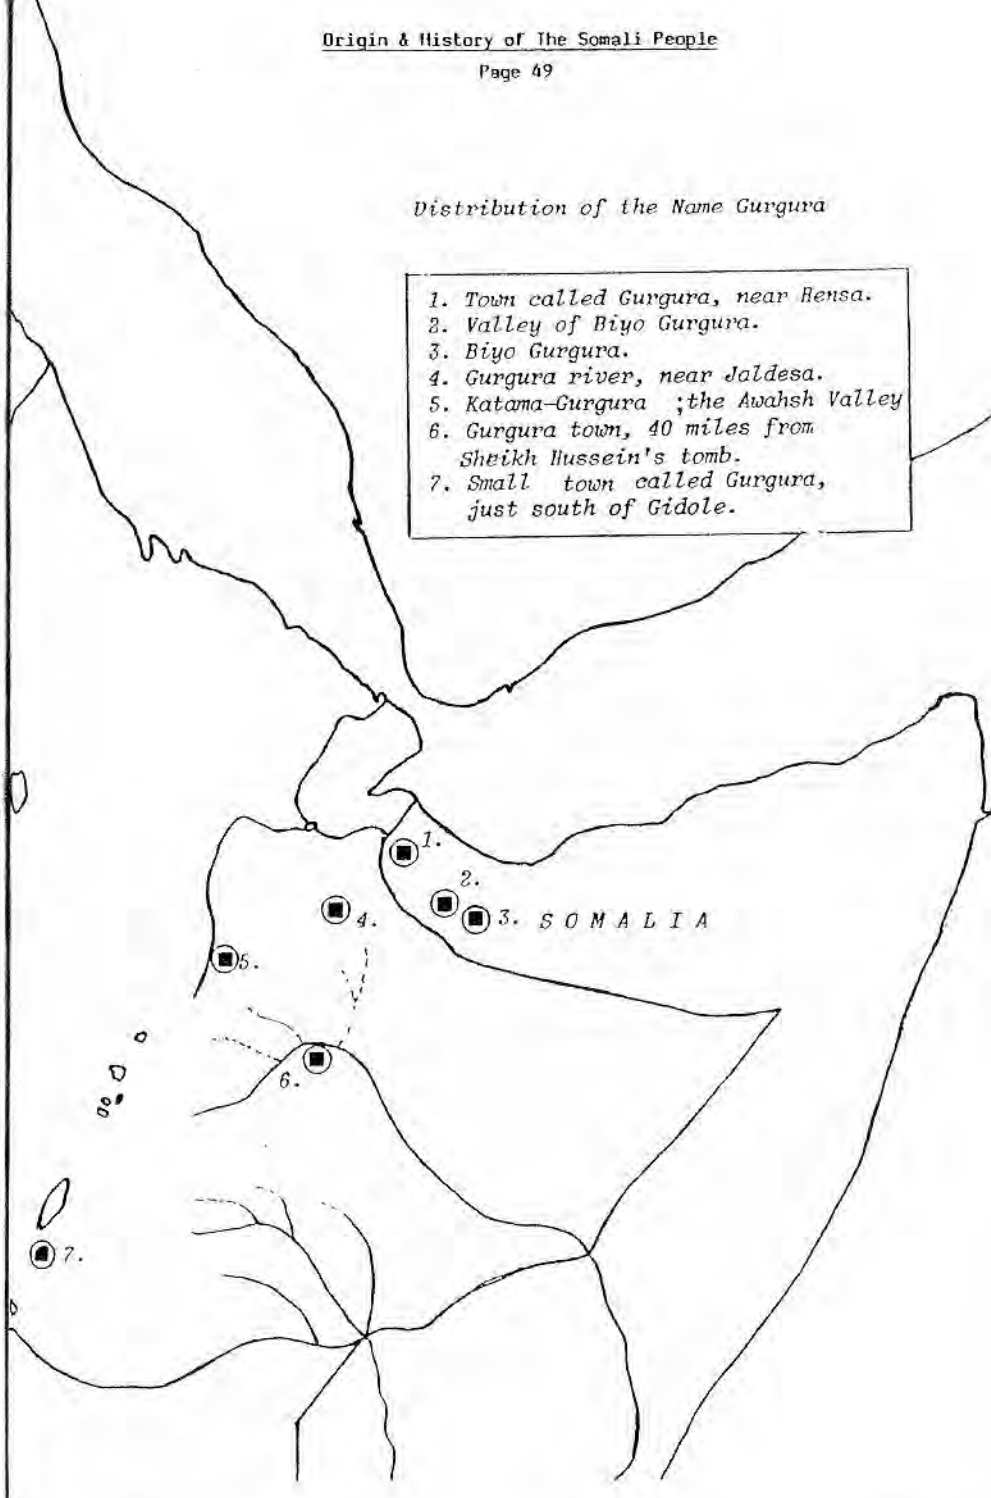 Origin & History of The Somali People
Page 49
Distribution of the Name Gurgura
1. Town called Gurgura, near Hensa.
2. Valley of Biyo Gurgura.
3. Biyo Gurgura.
4. Gurgura river, near Jaldesa.
5. Katama-Gurgura ;the Awahsh Valley
6. Gurgura town, 40 miles from
Sheikh Hussein's tomb.
7. Small town called Gurgura,
just south of Gidole.
1.
2.
3. SOMALIA
4.
5.
6.
7.